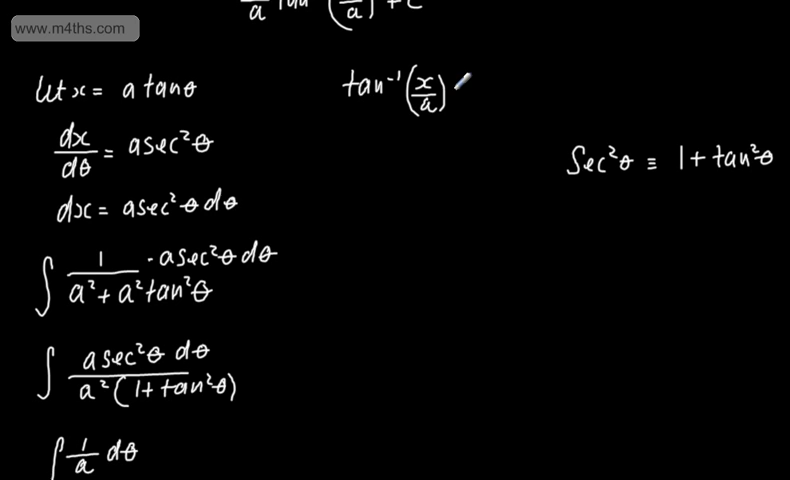 www.m4ths.com
a tan (a) + c
let x = a tanθ
tan⁻¹(x/a)
dx/dθ = a sec²θ
sec²θ ≡ 1 + tan²θ
dx = a sec²θ dθ
∫ 1/(a² + a² tan²θ) · a sec²θ dθ
∫ a sec²θ dθ / a²(1 + tan²θ)
∫ 1/a dθ